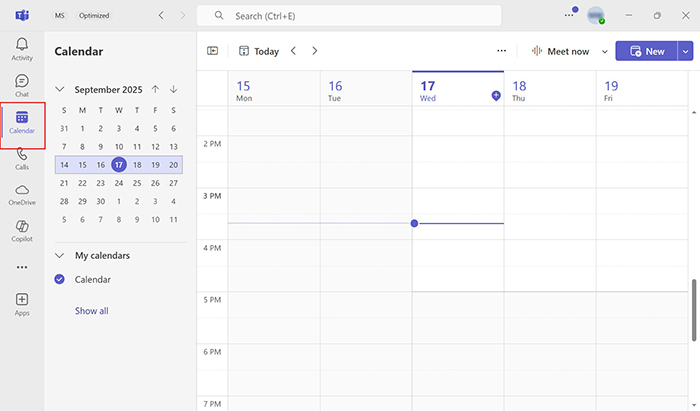 MS Optimized
Search (Ctrl+E)
Activity
Chat
Calendar
Calls
OneDrive
Copilot
Apps
Calendar
September 2025
S M T W T F S
31 1 2 3 4 5 6
7 8 9 10 11 12 13
14 15 16 17 18 19 20
21 22 23 24 25 26 27
28 29 30 1 2 3 4
5 6 7 8 9 10 11
My calendars
Calendar
Show all
Today
Meet now
New
15 16 17 18 19
Mon Tue Wed Thu Fri
2 PM
3 PM
4 PM
5 PM
6 PM
7 PM